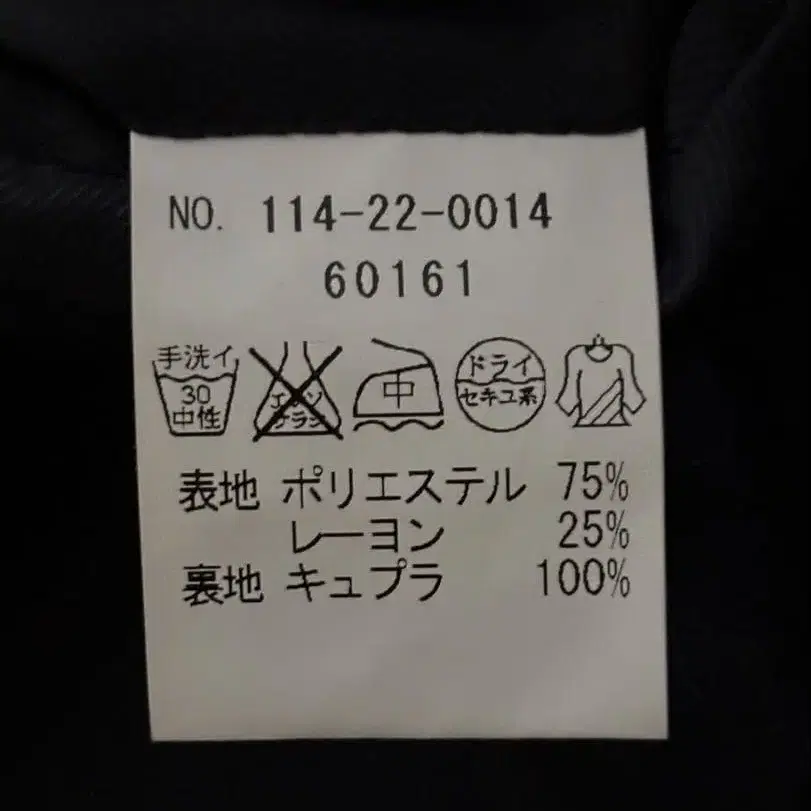 NO. 114-22-0014
60161
手洗イ
30
中性
エンソ
サラシ
中
ドライ
セキユ系
表地 ポリエステル 75%
レーヨン 25%
裏地 キュプラ 100%